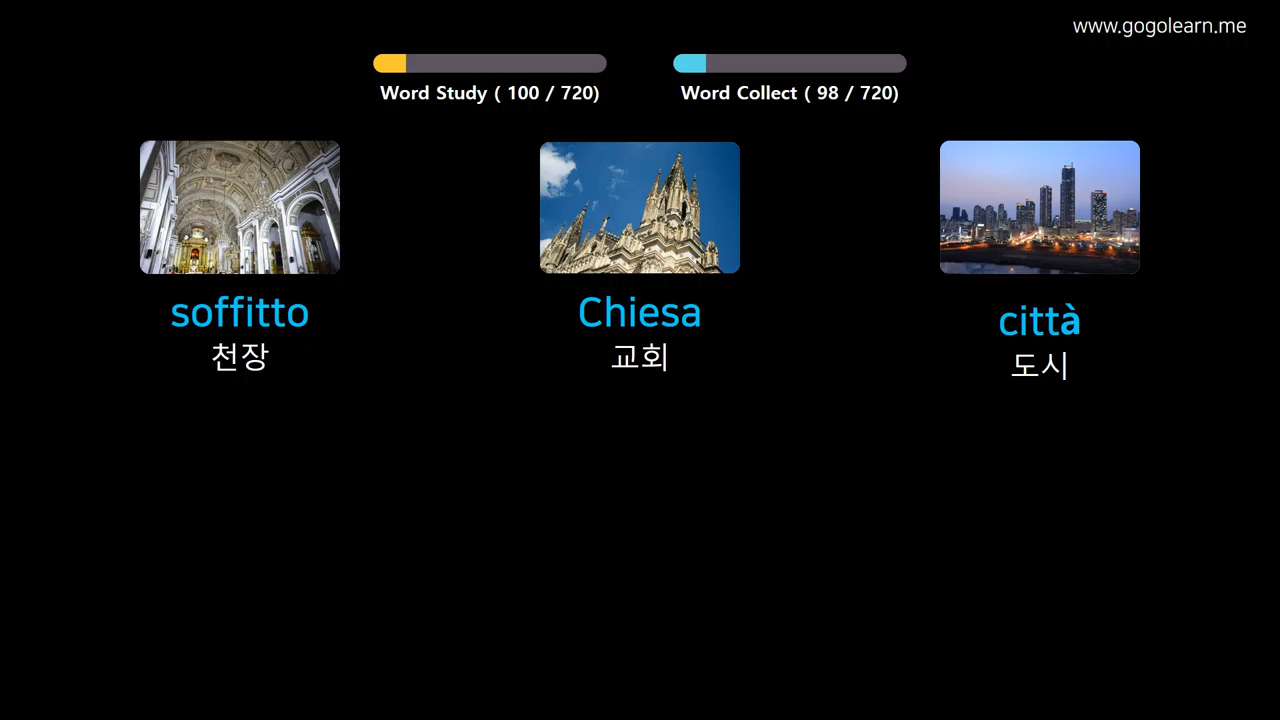 www.gogolearn.me
Word Study ( 100 / 720)
Word Collect ( 98 / 720)
soffitto
천장
Chiesa
교회
città
도시